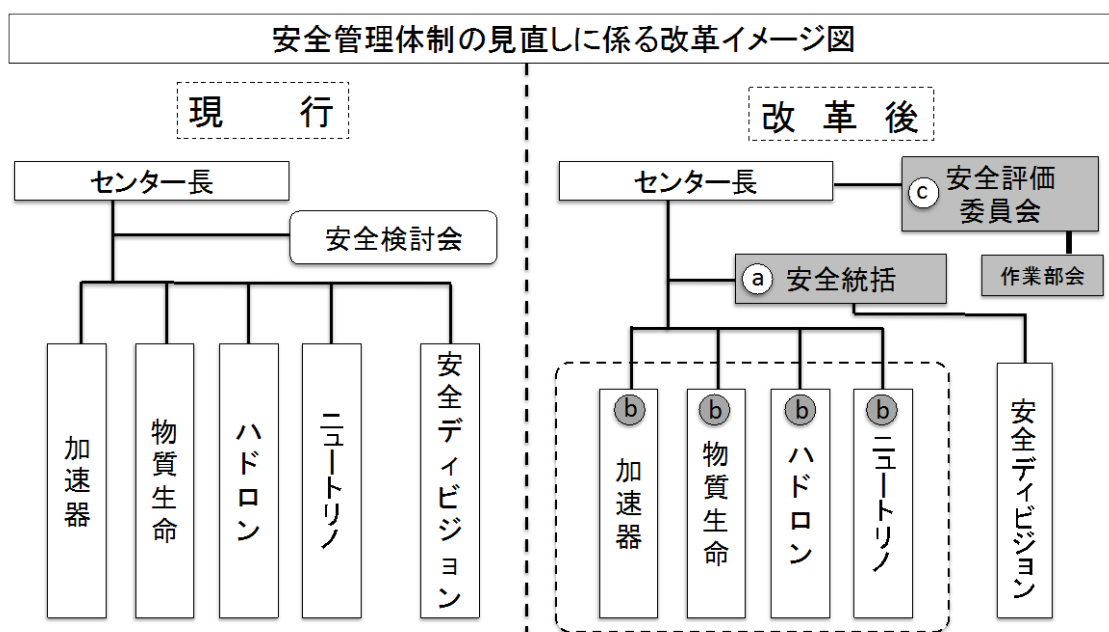 安全管理体制の見直しに係る改革イメージ図
現 行
センター長
安全検討会
加速器
物質生命
ハドロン
ニュートリノ
安全ディビジョン
改 革 後
センター長
c 安全評価
委員会
作業部会
a 安全統括
b 加速器
b 物質生命
b ハドロン
b ニュートリノ
安全ディビジョン